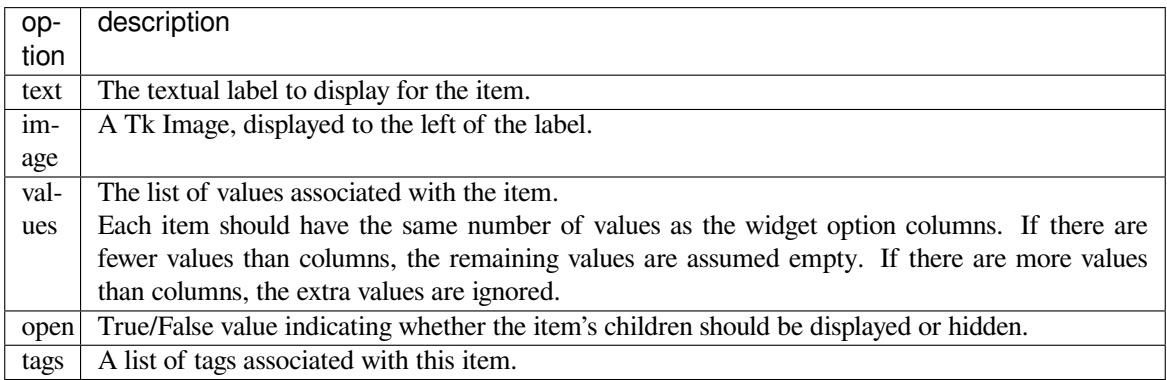 op- description
tion
text The textual label to display for the item.
im- A Tk Image, displayed to the left of the label.
age
val- The list of values associated with the item.
ues Each item should have the same number of values as the widget option columns. If there are
fewer values than columns, the remaining values are assumed empty. If there are more values
than columns, the extra values are ignored.
open True/False value indicating whether the item's children should be displayed or hidden.
tags A list of tags associated with this item.